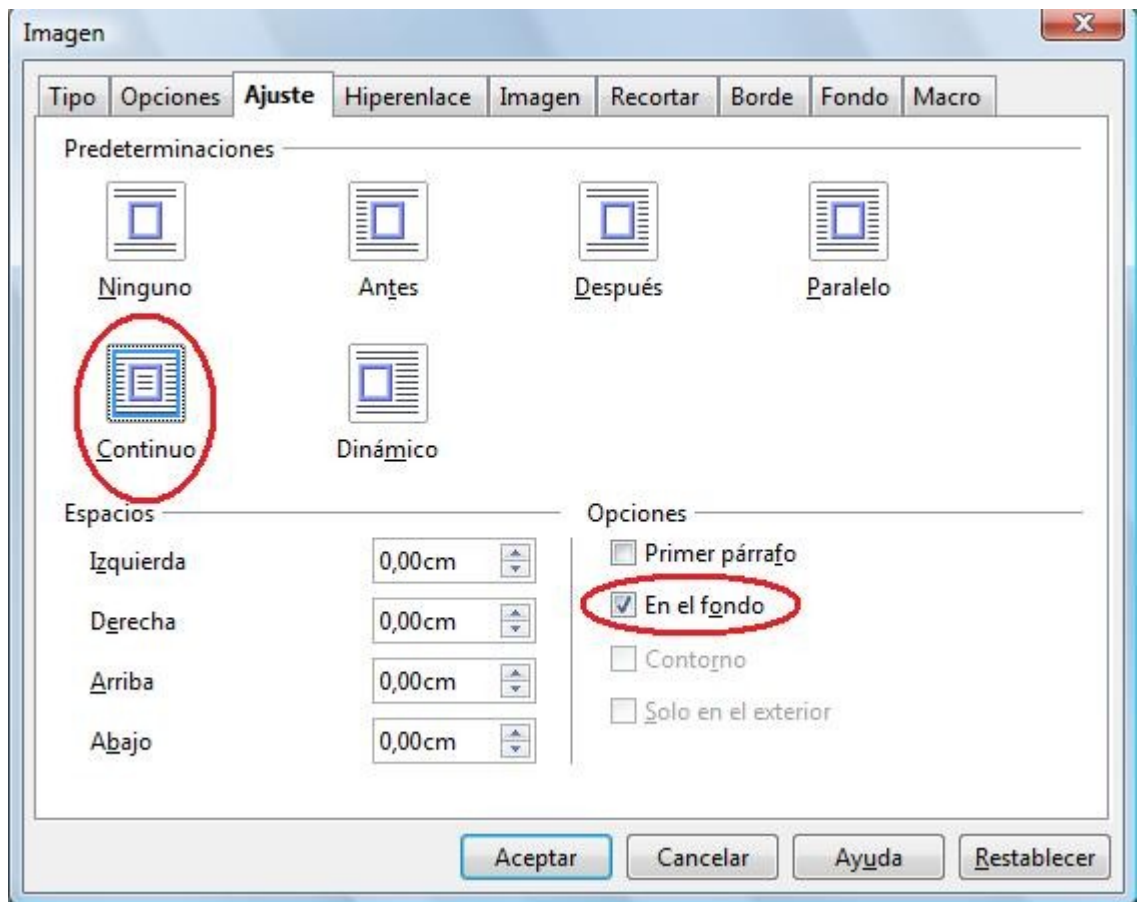 Imagen
Tipo Opciones Ajuste Hiperenlace Imagen Recortar Borde Fondo Macro
Predeterminaciones
Ninguno Antes Después Paralelo
Continuo Dinámico
Espacios Opciones
Izquierda 0,00cm Primer párrafo
Derecha 0,00cm En el fondo
Arriba 0,00cm Contorno
Abajo 0,00cm Solo en el exterior
Aceptar Cancelar Ayuda Restablecer